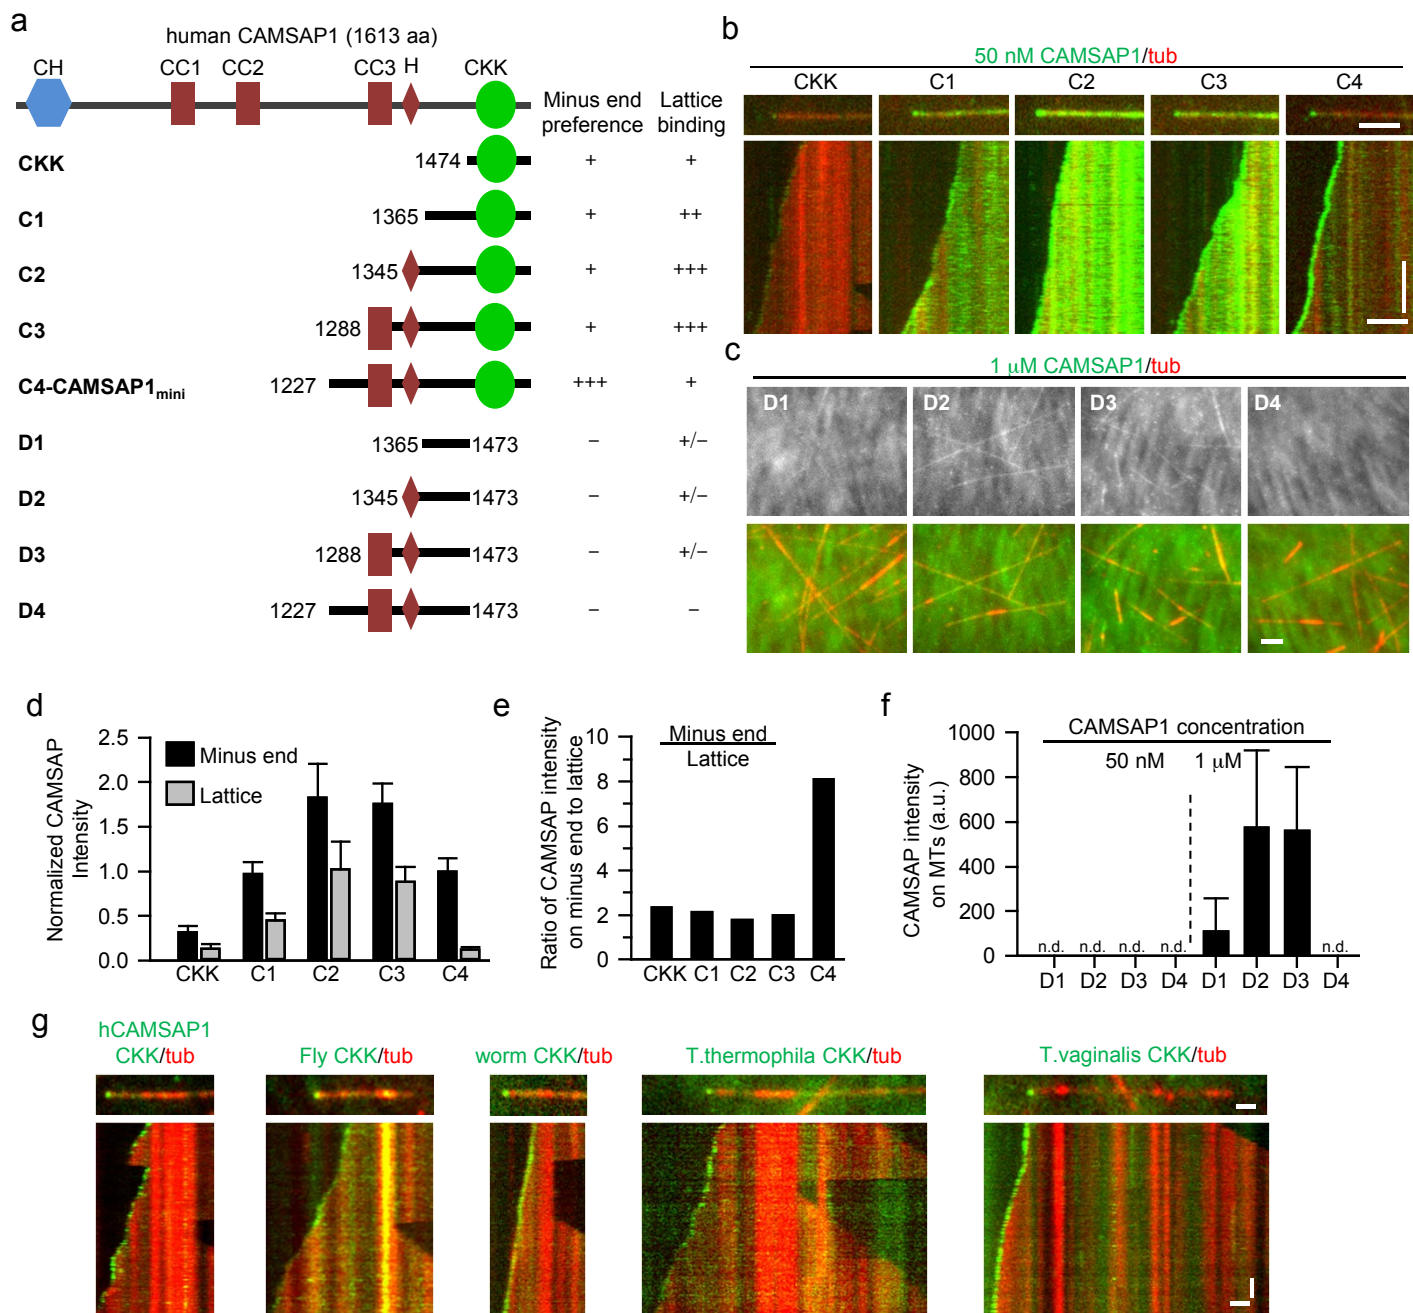 a
human CAMSAP1 (1613 aa)
CH CC1 CC2 CC3 H CKK
Minus end preference
Lattice binding
CKK 1474 + +
C1 1365 + ++
C2 1345 + +++
C3 1288 + +++
C4-CAMSAP1mini 1227 +++ +
D1 1365 1473 – +/–
D2 1345 1473 – +/–
D3 1288 1473 – +/–
D4 1227 1473 – –
b
50 nM CAMSAP1/tub
CKK C1 C2 C3 C4
c
1 μM CAMSAP1/tub
D1 D2 D3 D4
d
Normalized CAMSAP
Intensity
2.5
2.0
1.5
1.0
0.5
0.0
Minus end
Lattice
CKK C1 C2 C3 C4
e
Ratio of CAMSAP intensity
on minus end to lattice
10
8
6
4
2
0
Minus end
Lattice
CKK C1 C2 C3 C4
f
CAMSAP intensity
on MTs (a.u.)
1000
800
600
400
200
0
CAMSAP1 concentration
50 nM 1 μM
n.d. n.d. n.d. n.d. n.d.
D1 D2 D3 D4 D1 D2 D3 D4
g
hCAMSAP1
CKK/tub
Fly CKK/tub
worm CKK/tub
T.thermophila CKK/tub
T.vaginalis CKK/tub